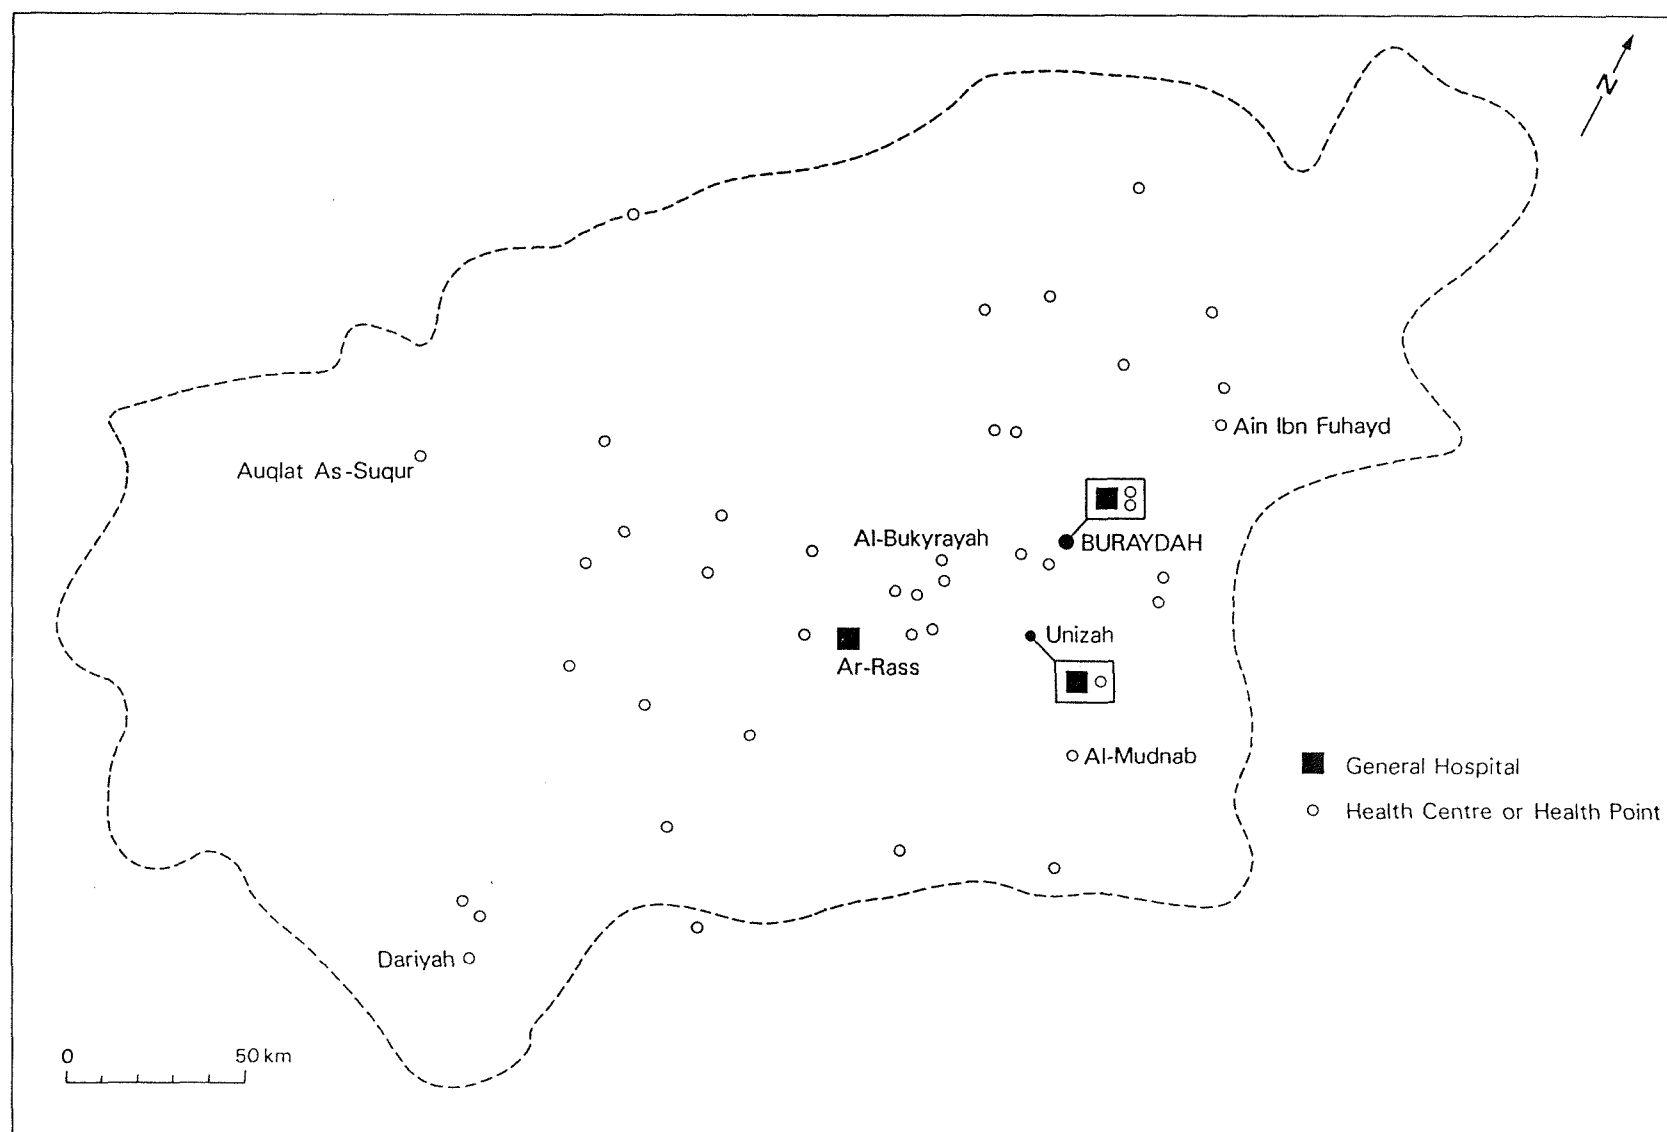 N
Ain Ibn Fuhayd
Auqlat As-Suqur
Al-Bukyrayah
BURAYDAH
Unizah
Ar-Rass
Al-Mudnab
General Hospital
Health Centre or Health Point
Dariyah
0 50 km